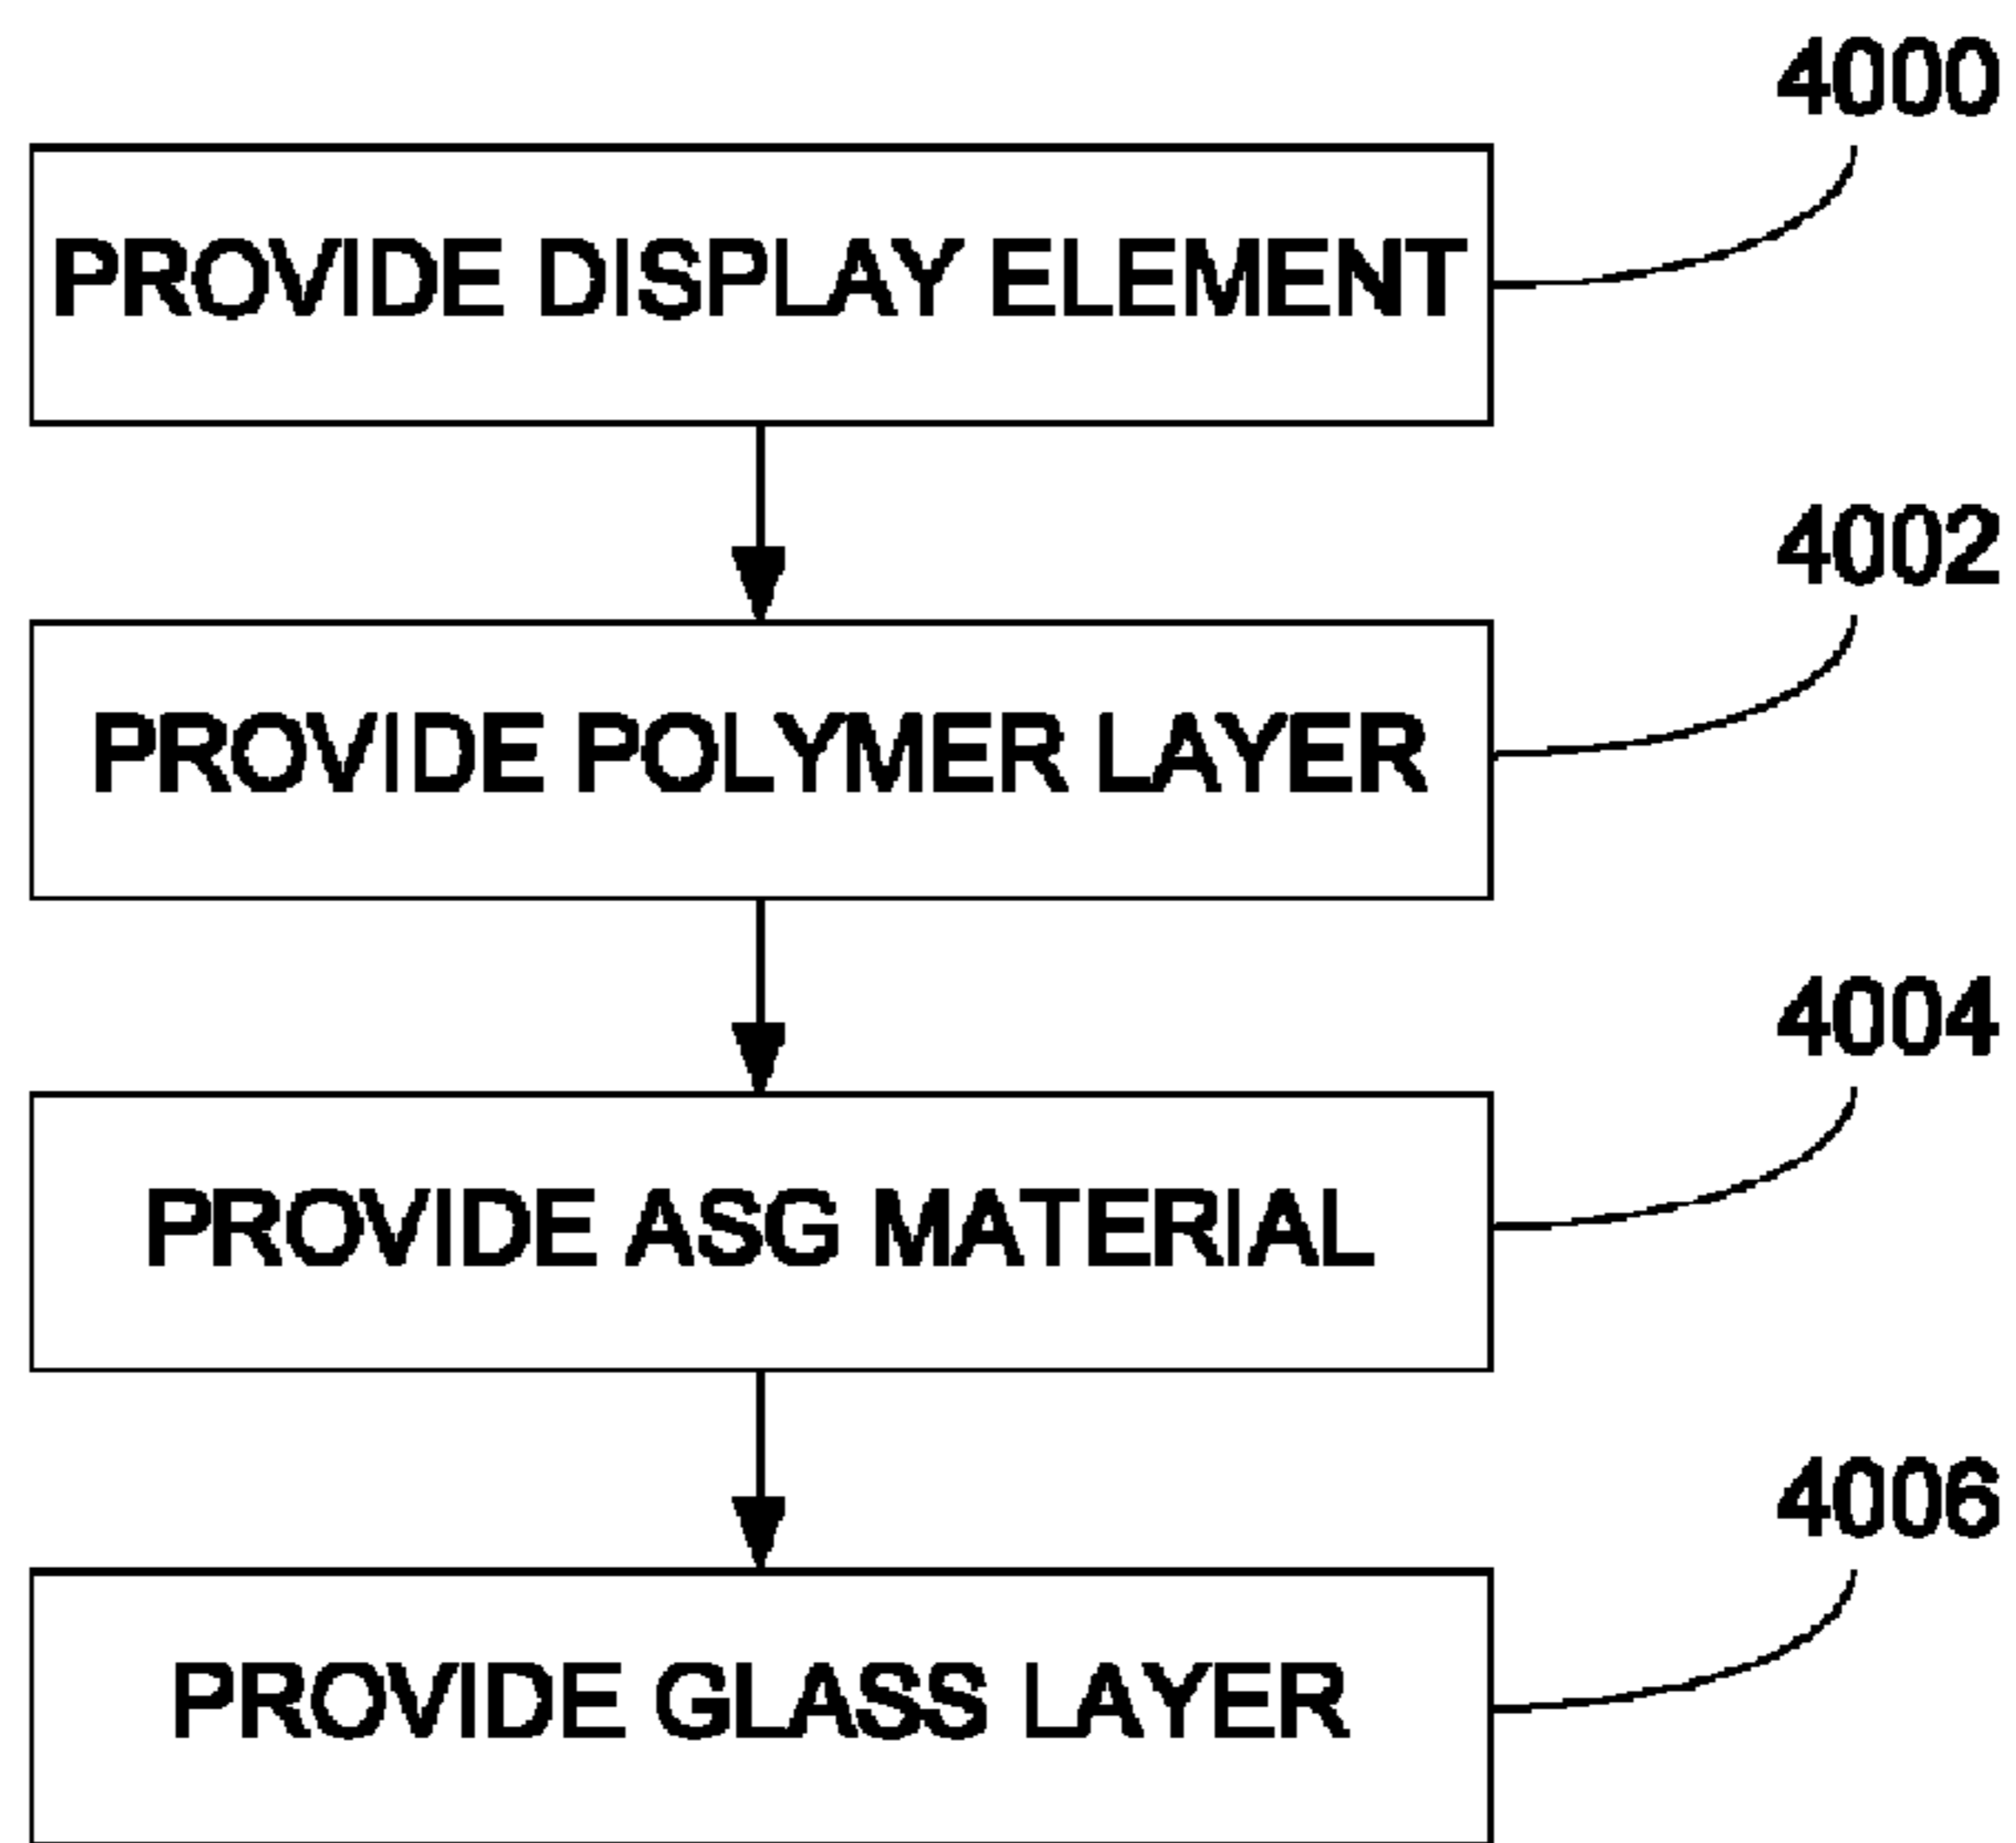 4000
PROVIDE DISPLAY ELEMENT
4002
PROVIDE POLYMER LAYER
4004
PROVIDE ASG MATERIAL
4006
PROVIDE GLASS LAYER